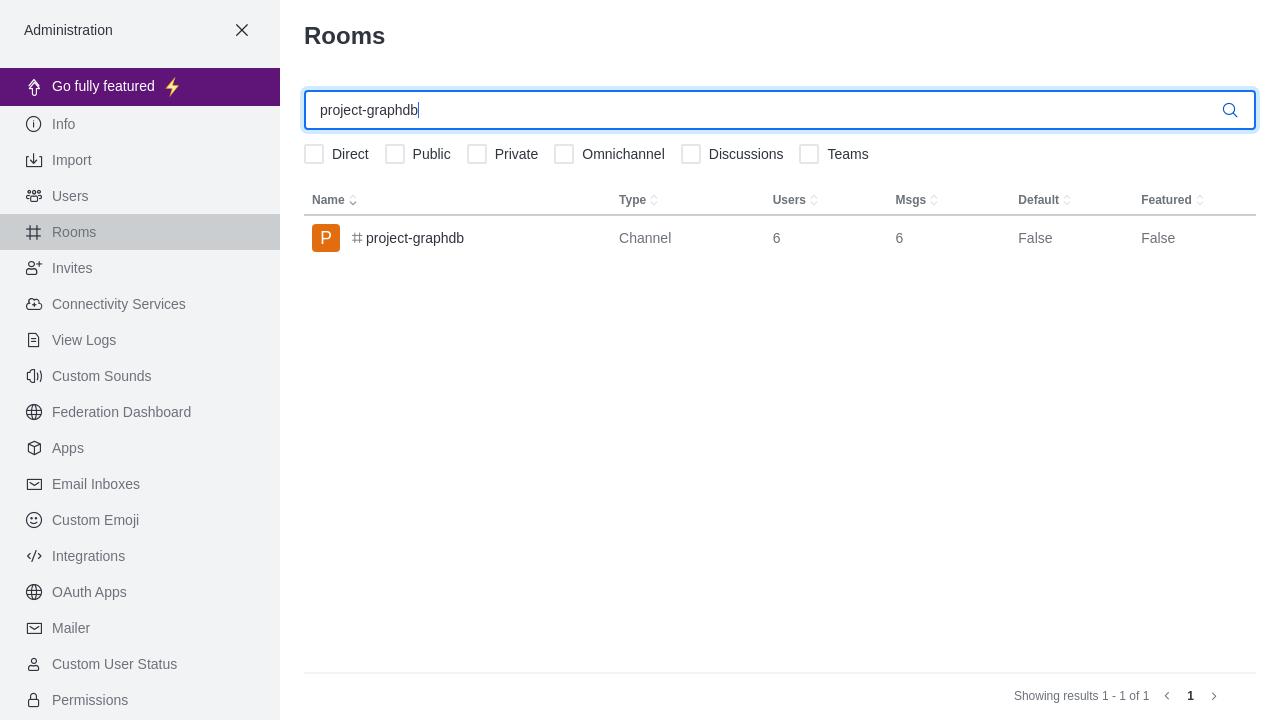 Administration
Go fully featured
Info
Import
Users
Rooms
Invites
Connectivity Services
View Logs
Custom Sounds
Federation Dashboard
Apps
Email Inboxes
Custom Emoji
Integrations
OAuth Apps
Mailer
Custom User Status
Permissions
Rooms
project-graphdb
Direct Public Private Omnichannel Discussions Teams
Name Type Users Msgs Default Featured
P project-graphdb Channel 6 6 False False
Showing results 1 - 1 of 1 1